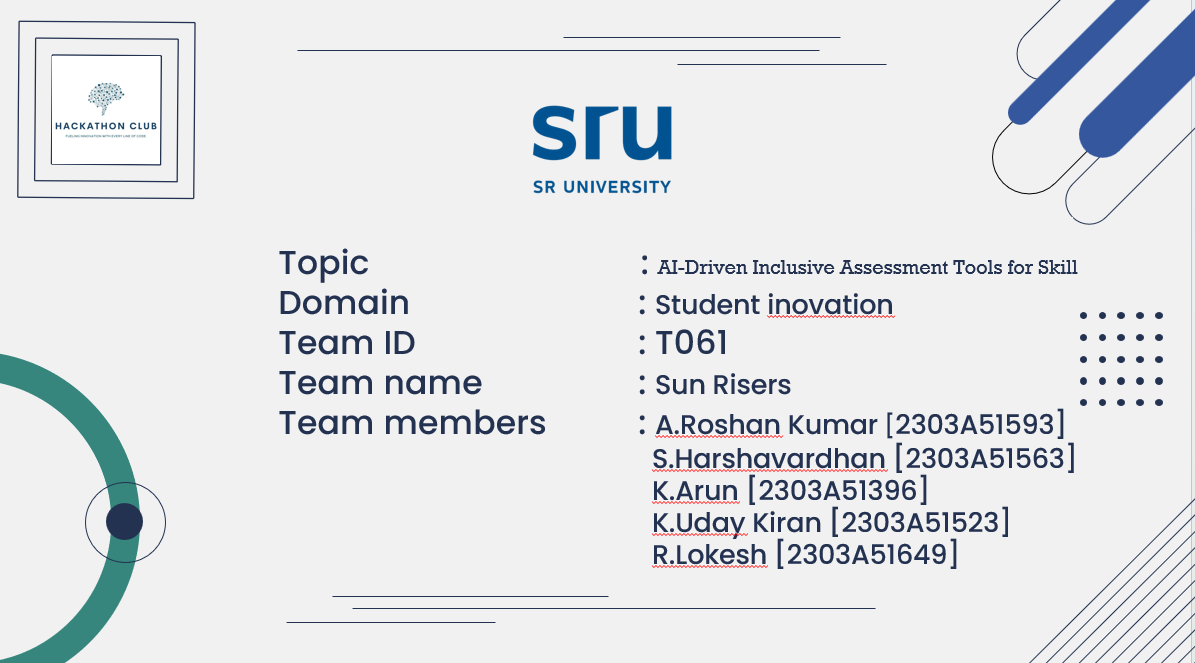 HACKATHON CLUB
FUELING INNOVATION WITH EVERY LINE OF CODE
sru
SR UNIVERSITY
Topic : AI-Driven Inclusive Assessment Tools for Skill
Domain : Student inovation
Team ID : T061
Team name : Sun Risers
Team members : A.Roshan Kumar [2303A51593]
S.Harshavardhan [2303A51563]
K.Arun [2303A51396]
K.Uday Kiran [2303A51523]
R.Lokesh [2303A51649]